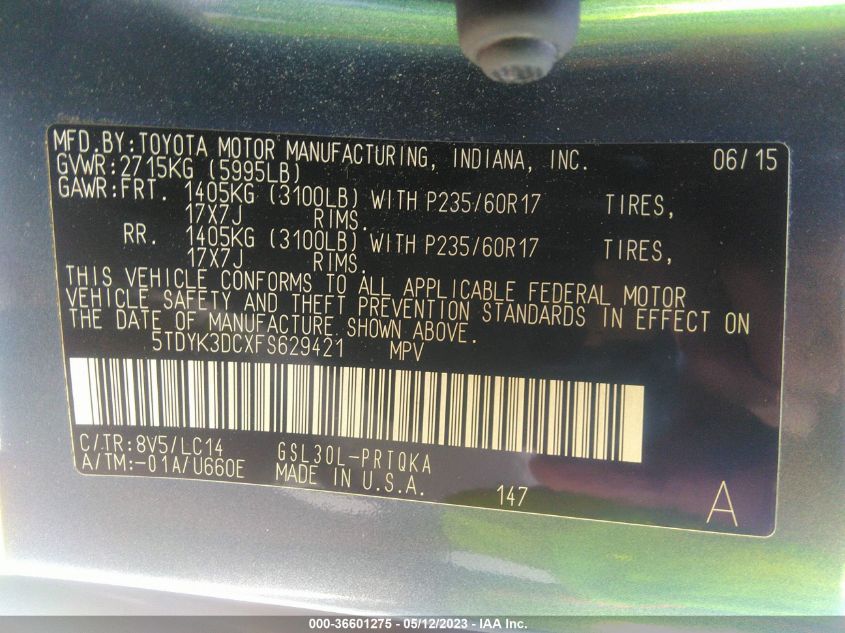 MFD.BY:TOYOTA MOTOR MANUFACTURING, INDIANA, INC. 06/15
GVWR:2715KG (5995LB)
GAWR:FRT. 1405KG (3100LB) WITH P235/60R17 TIRES,
17X7J RIMS.
RR. 1405KG (3100LB) WITH P235/60R17 TIRES,
17X7J RIMS.
THIS VEHICLE CONFORMS TO ALL APPLICABLE FEDERAL MOTOR
VEHICLE SAFETY AND THEFT PREVENTION STANDARDS IN EFFECT ON
THE DATE OF MANUFACTURE SHOWN ABOVE.
5TDYK3DCXFS629421 MPV
C/TR:8V5/LC14 GSL30L-PRTQKA
A/TM:-01A/U660E MADE IN U.S.A. 147 A
000-36601275 - 05/12/2023 - IAA Inc.